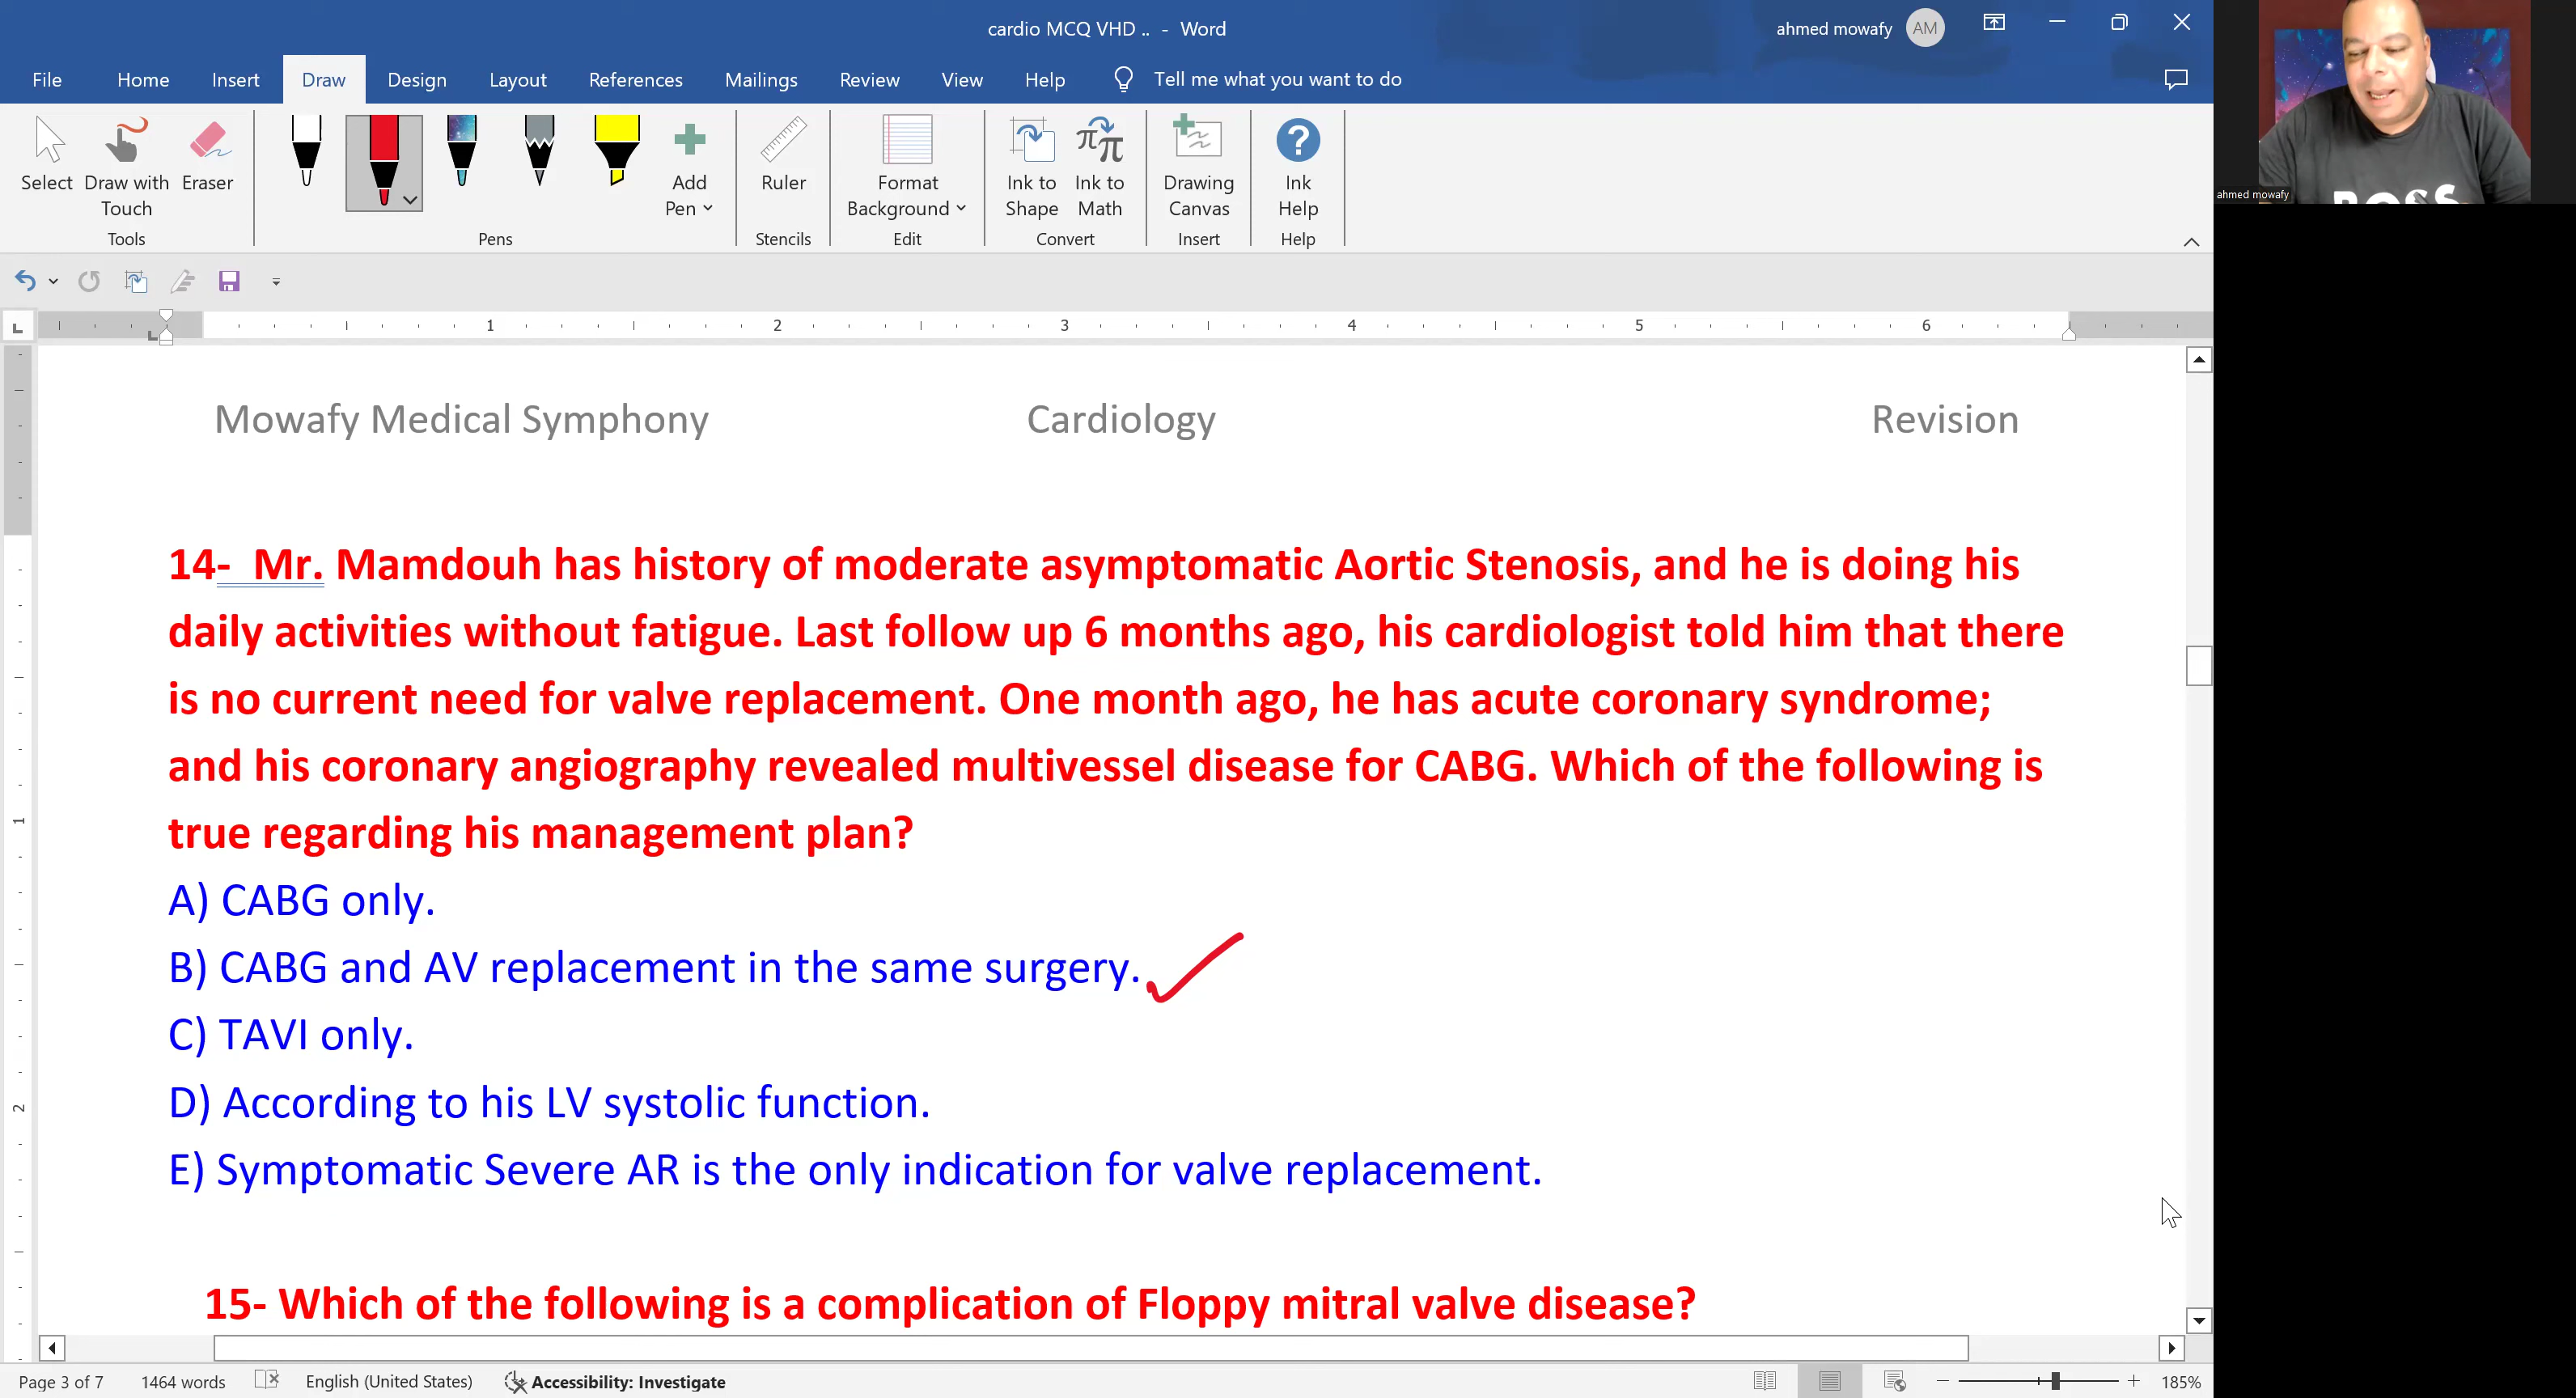 cardio MCQ VHD .. - Word
ahmed mowafy AM
File Home Insert Draw Design Layout References Mailings Review View Help Tell me what you want to do
Select Draw with Touch Eraser Add Pen Ruler Format Background Ink to Shape Ink to Math Drawing Canvas Ink Help
Tools Pens Stencils Edit Convert Insert Help
ahmed mowafy
BOSS
1 2 3 4 5 6
Mowafy Medical Symphony Cardiology Revision
14- Mr. Mamdouh has history of moderate asymptomatic Aortic Stenosis, and he is doing his
daily activities without fatigue. Last follow up 6 months ago, his cardiologist told him that there
is no current need for valve replacement. One month ago, he has acute coronary syndrome;
and his coronary angiography revealed multivessel disease for CABG. Which of the following is
true regarding his management plan?
A) CABG only.
B) CABG and AV replacement in the same surgery.
C) TAVI only.
D) According to his LV systolic function.
E) Symptomatic Severe AR is the only indication for valve replacement.
15- Which of the following is a complication of Floppy mitral valve disease?
1
2
Page 3 of 7 1464 words English (United States) Accessibility: Investigate 185%